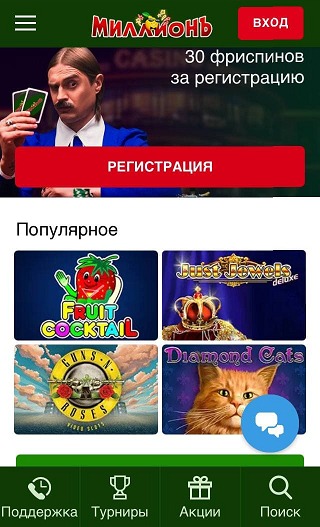 МиллионЪ
ВХОД
30 фриспинов
за регистрацию
РЕГИСТРАЦИЯ
Популярное
FRUIT
COCKTAIL
Just Jewels
deluxe
GUNS N'
ROSES
VIDEO SLOTS
Diamond Cats
Поддержка
Турниры
Акции
Поиск